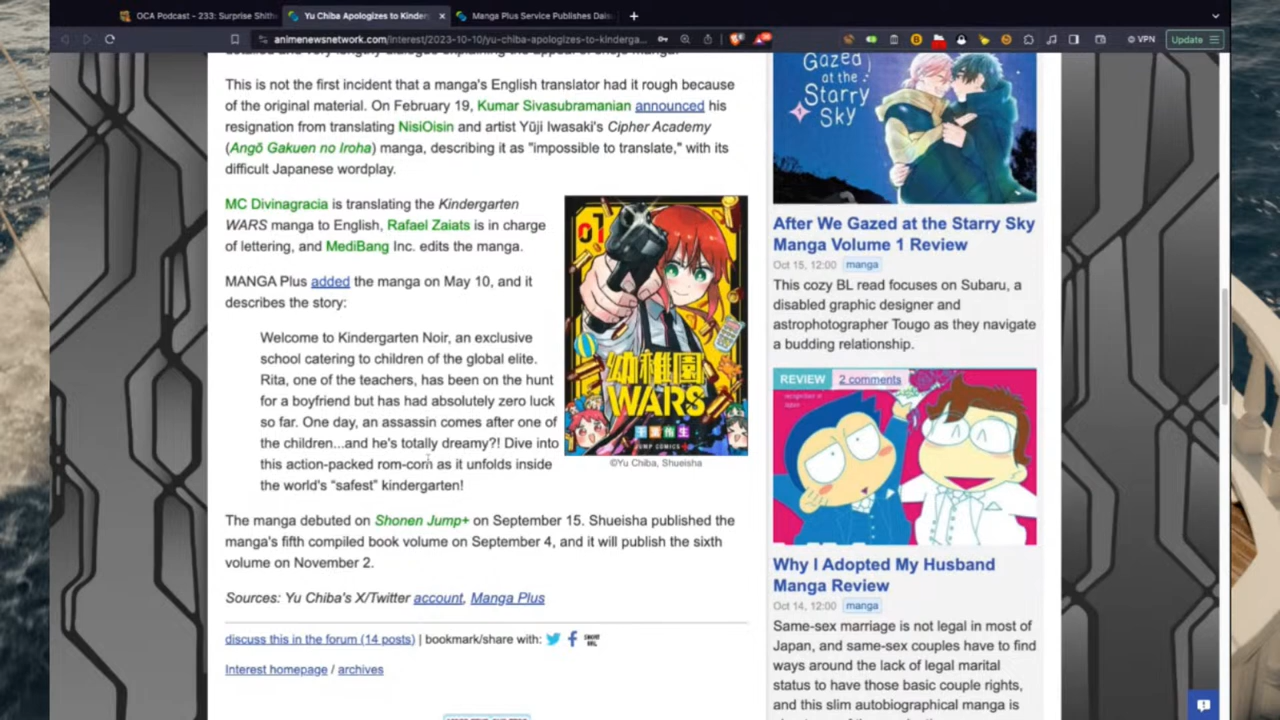 OCA Podcast - 233: Surprise Shith
Yu Chiba Apologizes to Kinder
Manga Plus Service Publishes Dai
animenewsnetwork.com/interest/2023-10-10/yu-chiba-apologizes-to-kinderga...
VPN
Update
This is not the first incident that a manga's English translator had it rough because
of the original material. On February 19, Kumar Sivasubramanian announced his
resignation from translating NisiOisin and artist Yūji Iwasaki's Cipher Academy
(Angō Gakuen no Iroha) manga, describing it as "impossible to translate," with its
difficult Japanese wordplay.
MC Divinagracia is translating the Kindergarten
WARS manga to English, Rafael Zaiats is in charge
of lettering, and MediBang Inc. edits the manga.
MANGA Plus added the manga on May 10, and it
describes the story:
Welcome to Kindergarten Noir, an exclusive
school catering to children of the global elite.
Rita, one of the teachers, has been on the hunt
for a boyfriend but has had absolutely zero luck
so far. One day, an assassin comes after one of
the children...and he's totally dreamy?! Dive into
this action-packed rom-com as it unfolds inside
the world's “safest” kindergarten!
01
幼稚園
WARS
千葉侑生
JUMP COMICS+
©Yu Chiba, Shueisha
The manga debuted on Shonen Jump+ on September 15. Shueisha published the
manga's fifth compiled book volume on September 4, and it will publish the sixth
volume on November 2.
Sources: Yu Chiba's X/Twitter account, Manga Plus
discuss this in the forum (14 posts) | bookmark/share with:
SHORT URL
Interest homepage / archives
Gazed
at the
Starry
Sky
After We Gazed at the Starry Sky
Manga Volume 1 Review
Oct 15, 12:00 manga
This cozy BL read focuses on Subaru, a
disabled graphic designer and
astrophotographer Tougo as they navigate
a budding relationship.
REVIEW 2 comments
Why I Adopted My Husband
Manga Review
Oct 14, 12:00 manga
Same-sex marriage is not legal in most of
Japan, and same-sex couples have to find
ways around the lack of legal marital
status to have those basic couple rights,
and this slim autobiographical manga is